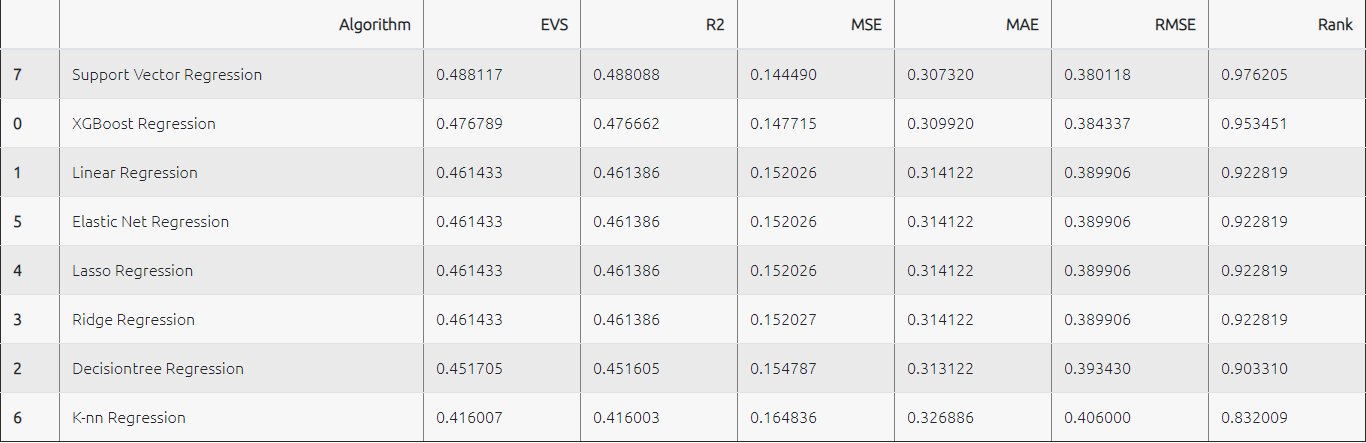 Algorithm EVS R2 MSE MAE RMSE Rank
7 Support Vector Regression 0.488117 0.488088 0.144490 0.307320 0.380118 0.976205
0 XGBoost Regression 0.476789 0.476662 0.147715 0.309920 0.384337 0.953451
1 Linear Regression 0.461433 0.461386 0.152026 0.314122 0.389906 0.922819
5 Elastic Net Regression 0.461433 0.461386 0.152026 0.314122 0.389906 0.922819
4 Lasso Regression 0.461433 0.461386 0.152026 0.314122 0.389906 0.922819
3 Ridge Regression 0.461433 0.461386 0.152027 0.314122 0.389906 0.922819
2 Decisiontree Regression 0.451705 0.451605 0.154787 0.313122 0.393430 0.903310
6 K-nn Regression 0.416007 0.416003 0.164836 0.326886 0.406000 0.832009